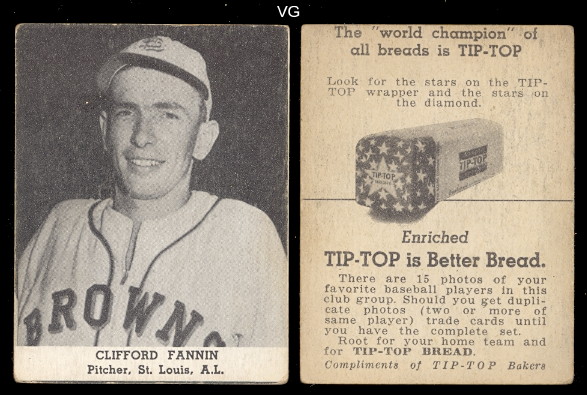 VG
BROWNS
CLIFFORD FANNIN
Pitcher, St. Louis, A.L.
The "world champion" of
all breads is TIP-TOP
Look for the stars on the TIP-
TOP wrapper and the stars on
the diamond.
TIP-TOP
TIP-TOP
Enriched
TIP-TOP is Better Bread.
There are 15 photos of your
favorite baseball players in this
club group. Should you get dupli-
cate photos (two or more of
same player) trade cards until
you have the complete set.
Root for your home team and
for TIP-TOP BREAD.
Compliments of TIP-TOP Bakers